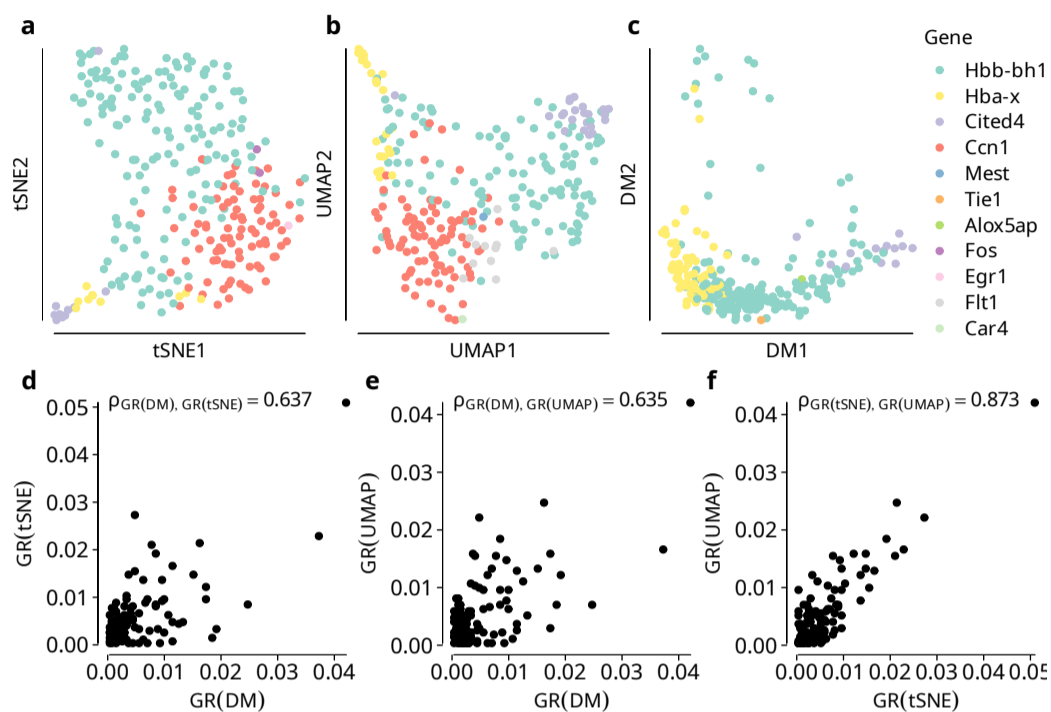 a
b
c
tSNE2
tSNE1
UMAP2
UMAP1
DM2
DM1
Gene
Hbb-bh1
Hba-x
Cited4
Ccn1
Mest
Tie1
Alox5ap
Fos
Egr1
Flt1
Car4
d
ρGR(DM), GR(tSNE) = 0.637
GR(tSNE)
0.05
0.04
0.03
0.02
0.01
0.00
0.00 0.01 0.02 0.03 0.04
GR(DM)
e
ρGR(DM), GR(UMAP) = 0.635
GR(UMAP)
0.04
0.03
0.02
0.01
0.00
0.00 0.01 0.02 0.03 0.04
GR(DM)
f
ρGR(tSNE), GR(UMAP) = 0.873
GR(UMAP)
0.04
0.03
0.02
0.01
0.00
0.00 0.01 0.02 0.03 0.04 0.05
GR(tSNE)